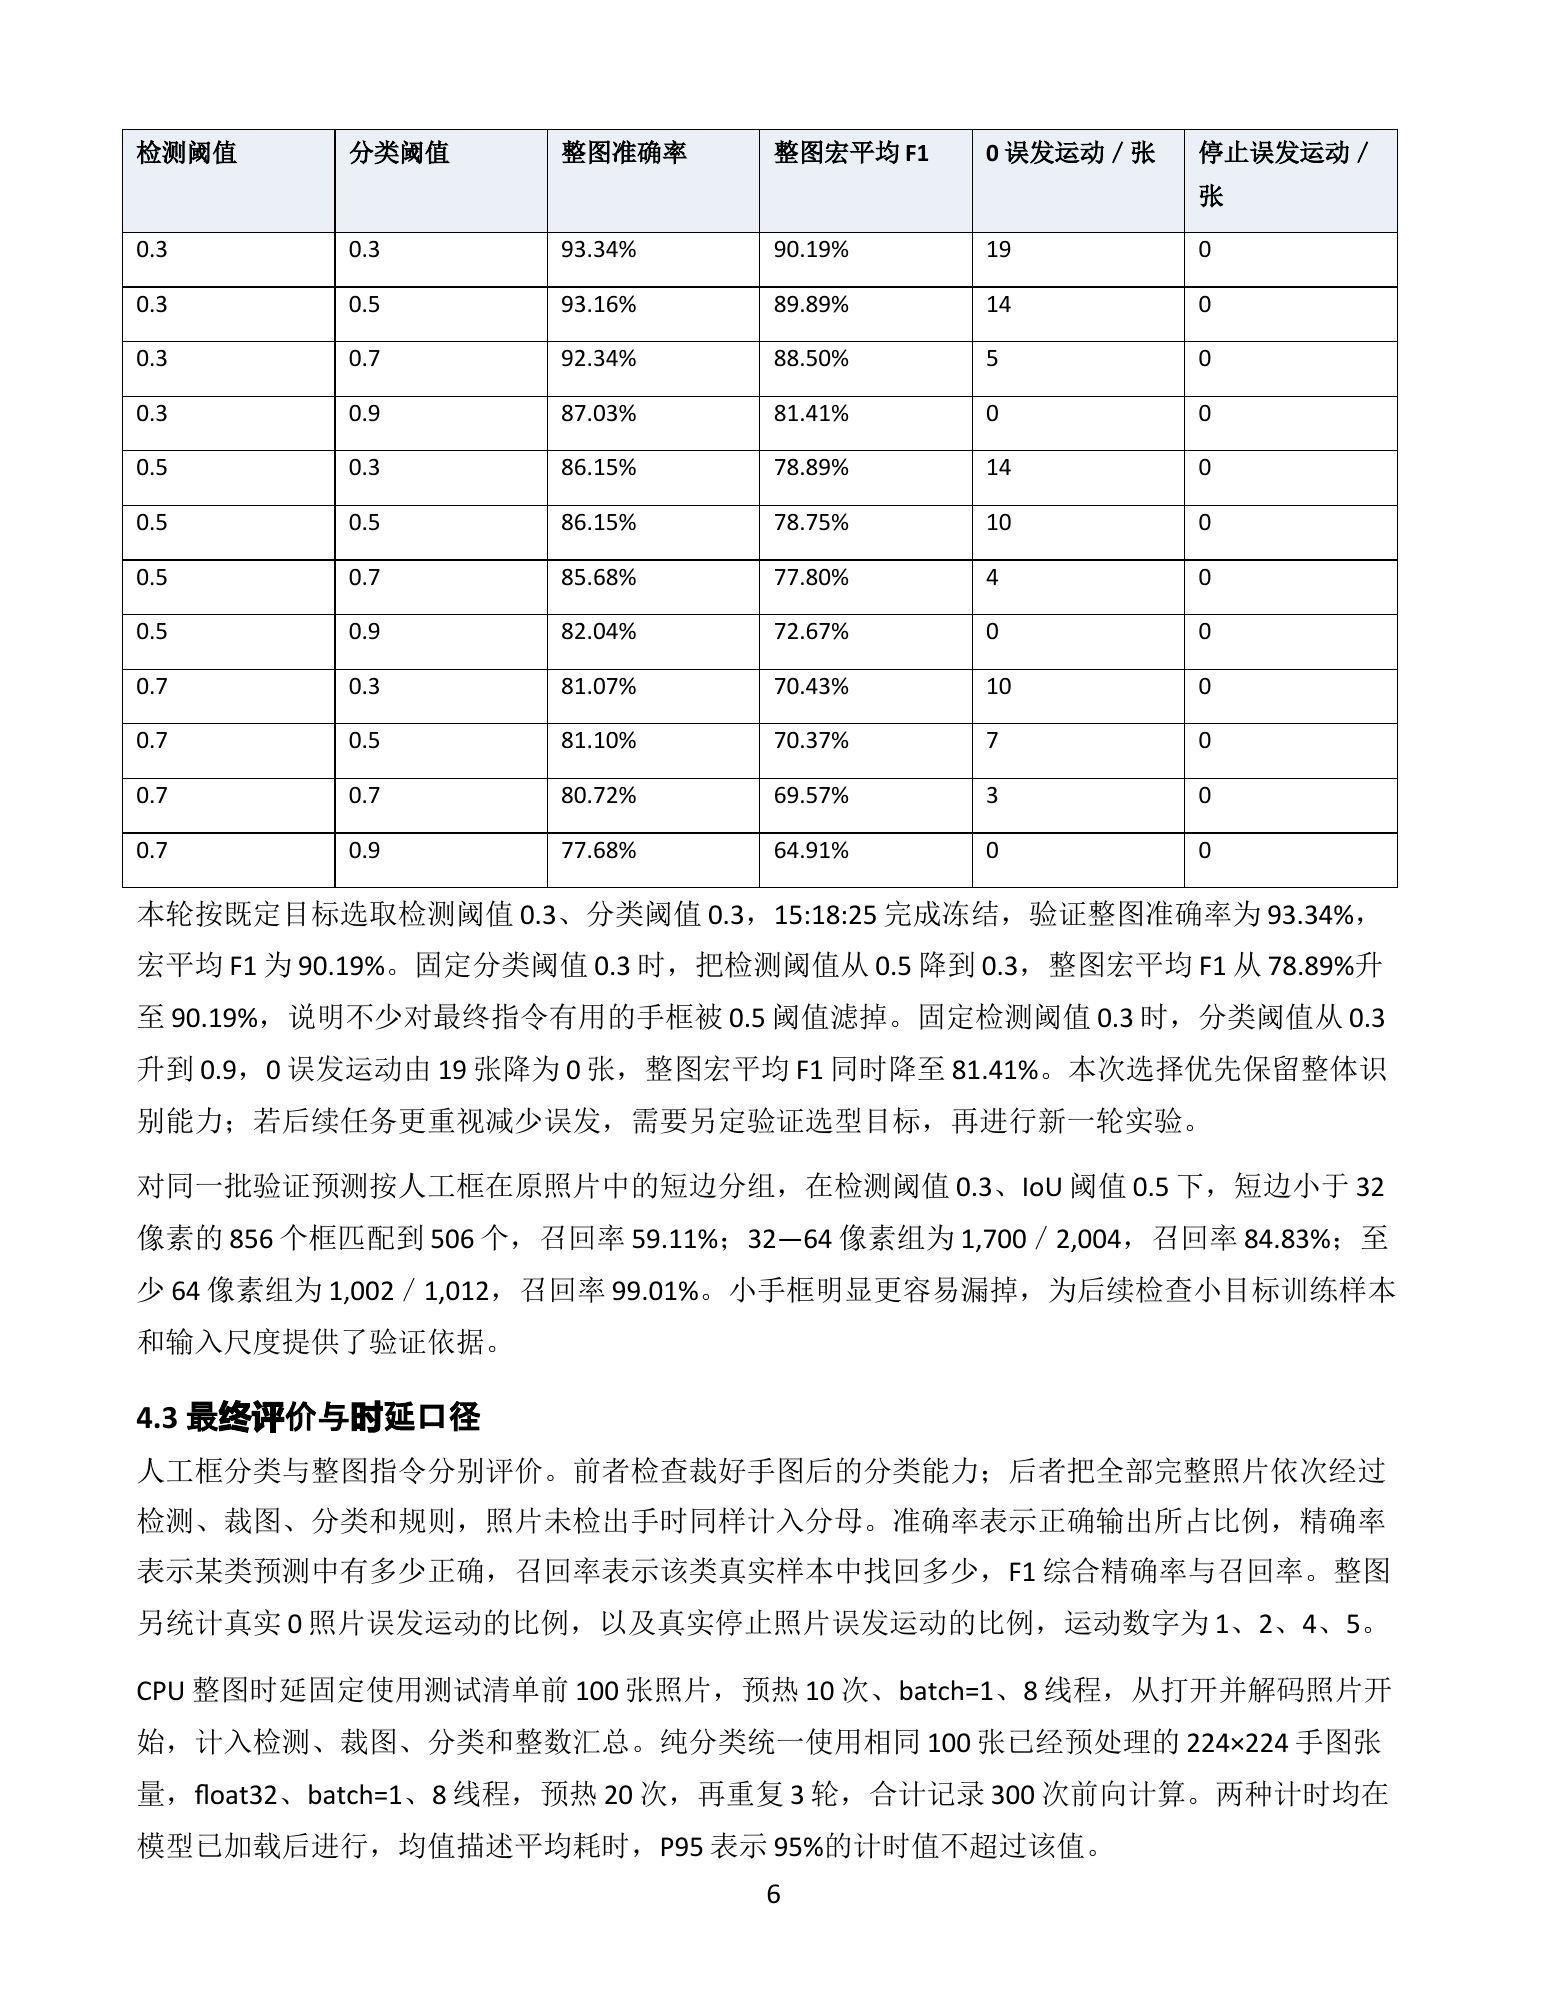 检测阈值 分类阈值 整图准确率 整图宏平均 F1 0 误发运动／张 停止误发运动／
张
0.3 0.3 93.34% 90.19% 19 0
0.3 0.5 93.16% 89.89% 14 0
0.3 0.7 92.34% 88.50% 5 0
0.3 0.9 87.03% 81.41% 0 0
0.5 0.3 86.15% 78.89% 14 0
0.5 0.5 86.15% 78.75% 10 0
0.5 0.7 85.68% 77.80% 4 0
0.5 0.9 82.04% 72.67% 0 0
0.7 0.3 81.07% 70.43% 10 0
0.7 0.5 81.10% 70.37% 7 0
0.7 0.7 80.72% 69.57% 3 0
0.7 0.9 77.68% 64.91% 0 0
本轮按既定目标选取检测阈值 0.3、分类阈值 0.3，15:18:25 完成冻结，验证整图准确率为 93.34%，
宏平均 F1 为 90.19%。固定分类阈值 0.3 时，把检测阈值从 0.5 降到 0.3，整图宏平均 F1 从 78.89%升
至 90.19%，说明不少对最终指令有用的手框被 0.5 阈值滤掉。固定检测阈值 0.3 时，分类阈值从 0.3
升到 0.9，0 误发运动由 19 张降为 0 张，整图宏平均 F1 同时降至 81.41%。本次选择优先保留整体识
别能力；若后续任务更重视减少误发，需要另定验证选型目标，再进行新一轮实验。
对同一批验证预测按人工框在原照片中的短边分组，在检测阈值 0.3、IoU 阈值 0.5 下，短边小于 32
像素的 856 个框匹配到 506 个，召回率 59.11%；32—64 像素组为 1,700／2,004，召回率 84.83%；至
少 64 像素组为 1,002／1,012，召回率 99.01%。小手框明显更容易漏掉，为后续检查小目标训练样本
和输入尺度提供了验证依据。
4.3 最终评价与时延口径
人工框分类与整图指令分别评价。前者检查裁好手图后的分类能力；后者把全部完整照片依次经过
检测、裁图、分类和规则，照片未检出手时同样计入分母。准确率表示正确输出所占比例，精确率
表示某类预测中有多少正确，召回率表示该类真实样本中找回多少，F1 综合精确率与召回率。整图
另统计真实 0 照片误发运动的比例，以及真实停止照片误发运动的比例，运动数字为 1、2、4、5。
CPU 整图时延固定使用测试清单前 100 张照片，预热 10 次、batch=1、8 线程，从打开并解码照片开
始，计入检测、裁图、分类和整数汇总。纯分类统一使用相同 100 张已经预处理的 224×224 手图张
量，float32、batch=1、8 线程，预热 20 次，再重复 3 轮，合计记录 300 次前向计算。两种计时均在
模型已加载后进行，均值描述平均耗时，P95 表示 95%的计时值不超过该值。
6